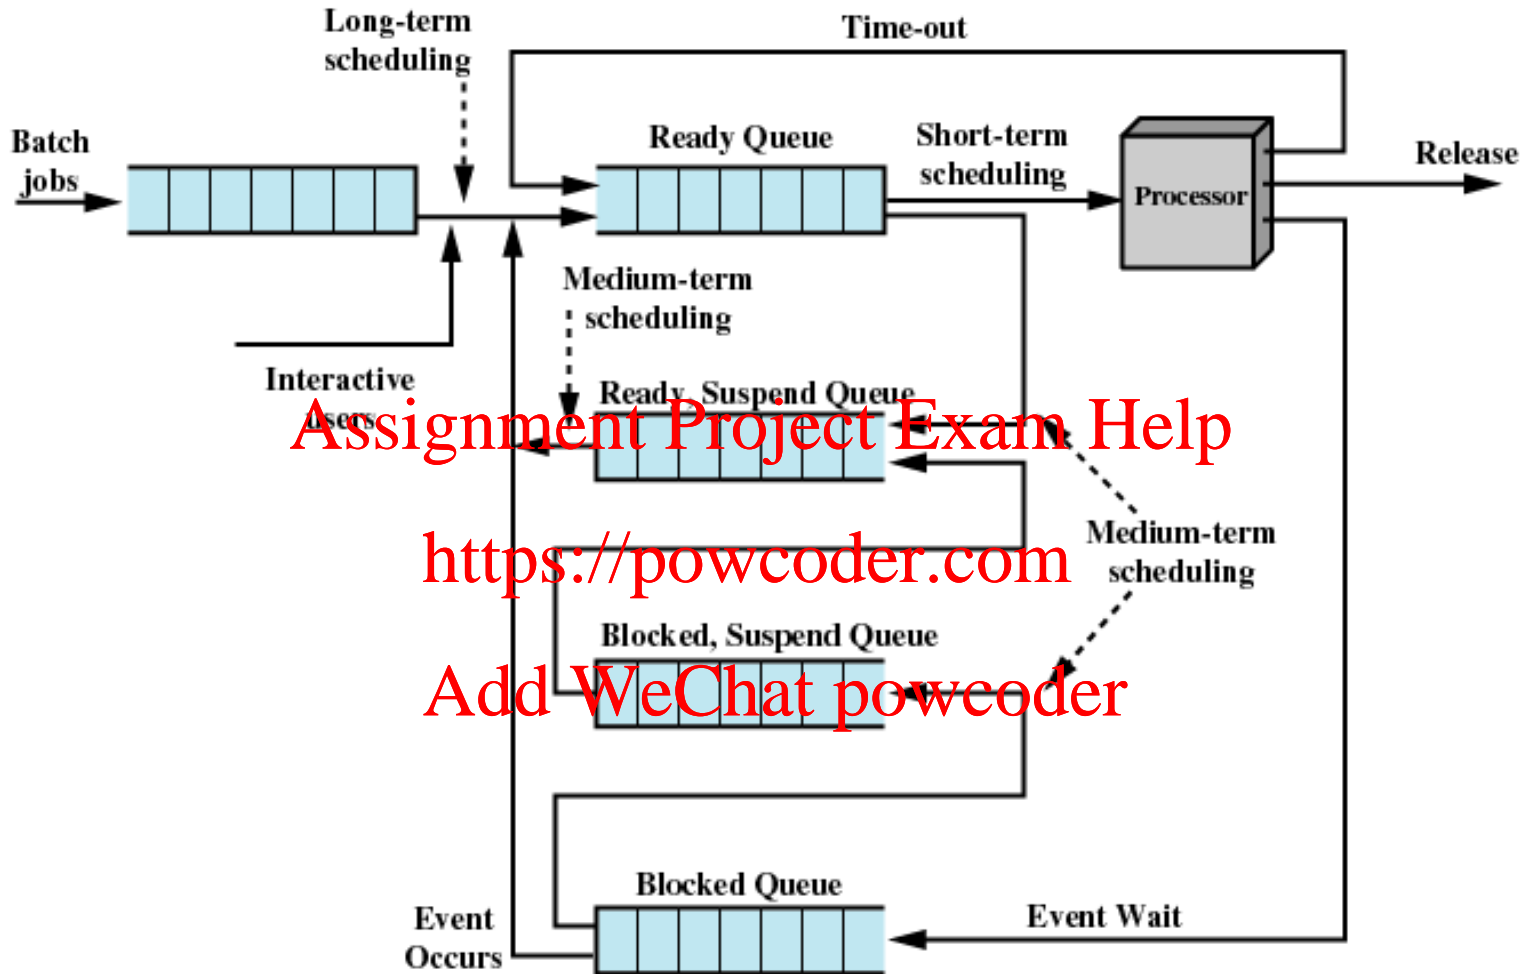 Long-term
scheduling
Time-out
Batch
jobs
Ready Queue
Short-term
scheduling
Processor
Release
Medium-term
scheduling
Interactive
users
Ready, Suspend Queue
Assignment Project Exam Help
Medium-term
scheduling
https://powcoder.com
Blocked, Suspend Queue
Add WeChat powcoder
Blocked Queue
Event
Occurs
Event Wait